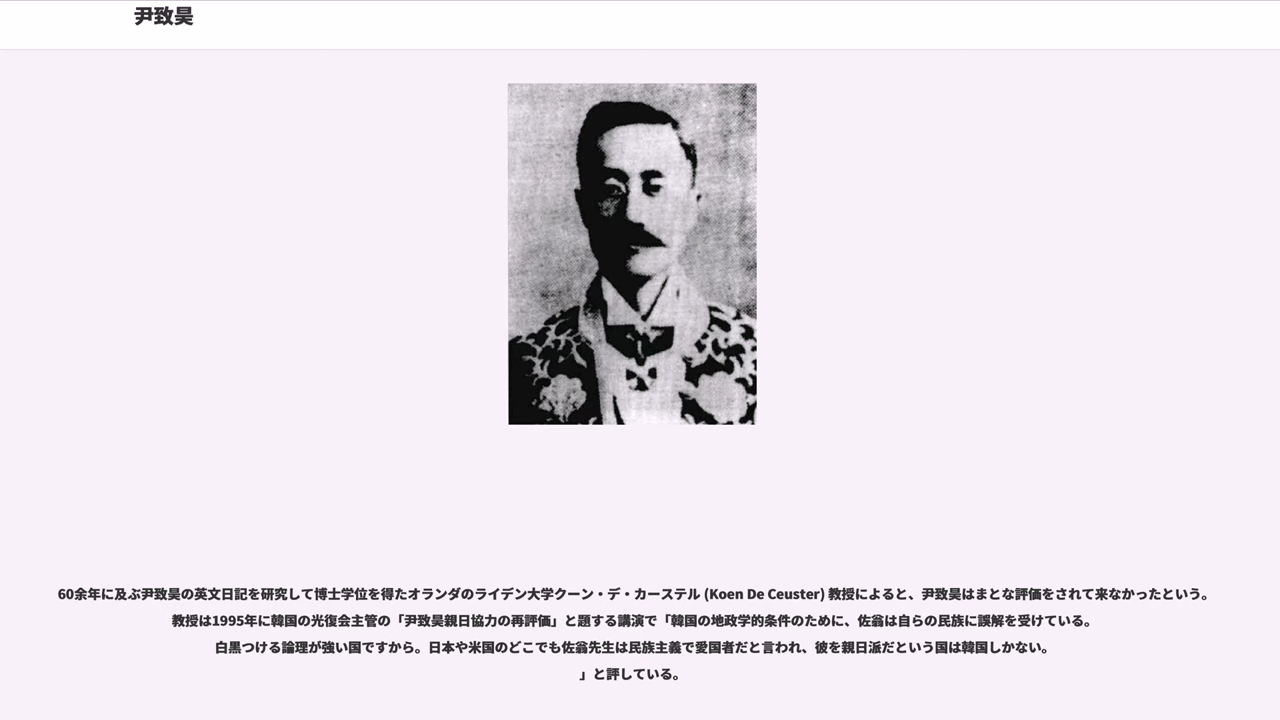 尹致昊
60余年に及ぶ尹致昊の英文日記を研究して博士学位を得たオランダのライデン大学クーン・デ・カーステル (Koen De Ceuster) 教授によると、尹致昊はまとな評価をされて来なかったという。
教授は1995年に韓国の光復会主管の「尹致昊親日協力の再評価」と題する講演で「韓国の地政学的条件のために、佐翁は自らの民族に誤解を受けている。
白黒つける論理が強い国ですから。日本や米国のどこでも佐翁先生は民族主義で愛国者だと言われ、彼を親日派だという国は韓国しかない。
」と評している。